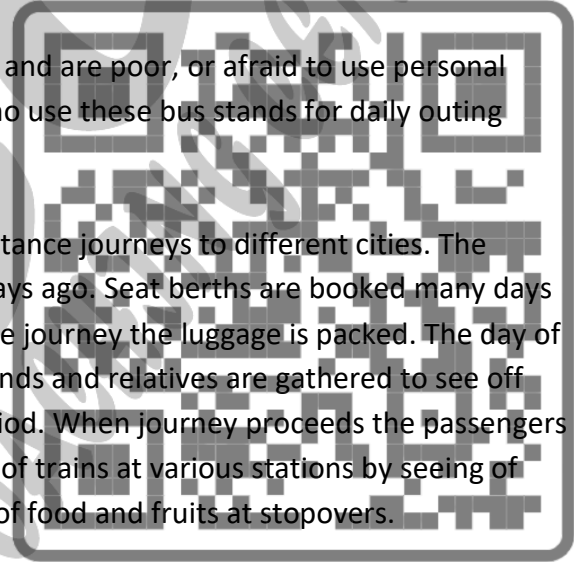 and are poor, or afraid to use personal
o use these bus stands for daily outing
tance journeys to different cities. The
ays ago. Seat berths are booked many days
e journey the luggage is packed. The day of
nds and relatives are gathered to see off
iod. When journey proceeds the passengers
of trains at various stations by seeing of
of food and fruits at stopovers.